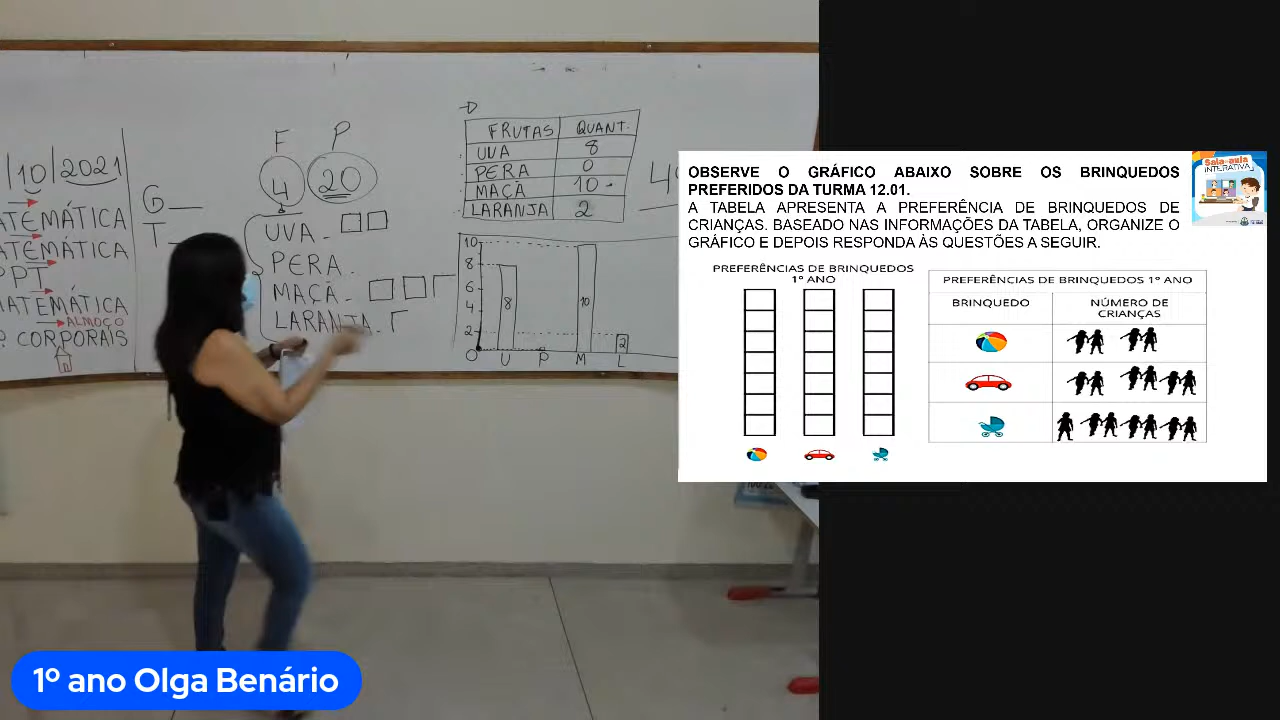 /10/2021
ATEMÁTICA
ATEMÁTICA
PPT
MATEMÁTICA
ALMOÇO
P. CORPORAIS
G
T
F P
4 20
UVA -
PERA -
MAÇÃ -
LARANJA -
FRUTAS QUANT.
UVA 8
PERA 0
MAÇÃ 10
LARANJA 2
10
8
6
4
2
0
8
10
2
U P M L
OBSERVE O GRÁFICO ABAIXO SOBRE OS BRINQUEDOS
PREFERIDOS DA TURMA 12.01.
A TABELA APRESENTA A PREFERÊNCIA DE BRINQUEDOS DE
CRIANÇAS. BASEADO NAS INFORMAÇÕES DA TABELA, ORGANIZE O
GRÁFICO E DEPOIS RESPONDA ÀS QUESTÕES A SEGUIR.
Sala de aula
INTERATIVA
PREFERÊNCIAS DE BRINQUEDOS
1º ANO
PREFERÊNCIAS DE BRINQUEDOS 1º ANO
BRINQUEDO NÚMERO DE
CRIANÇAS
1º ano Olga Benário